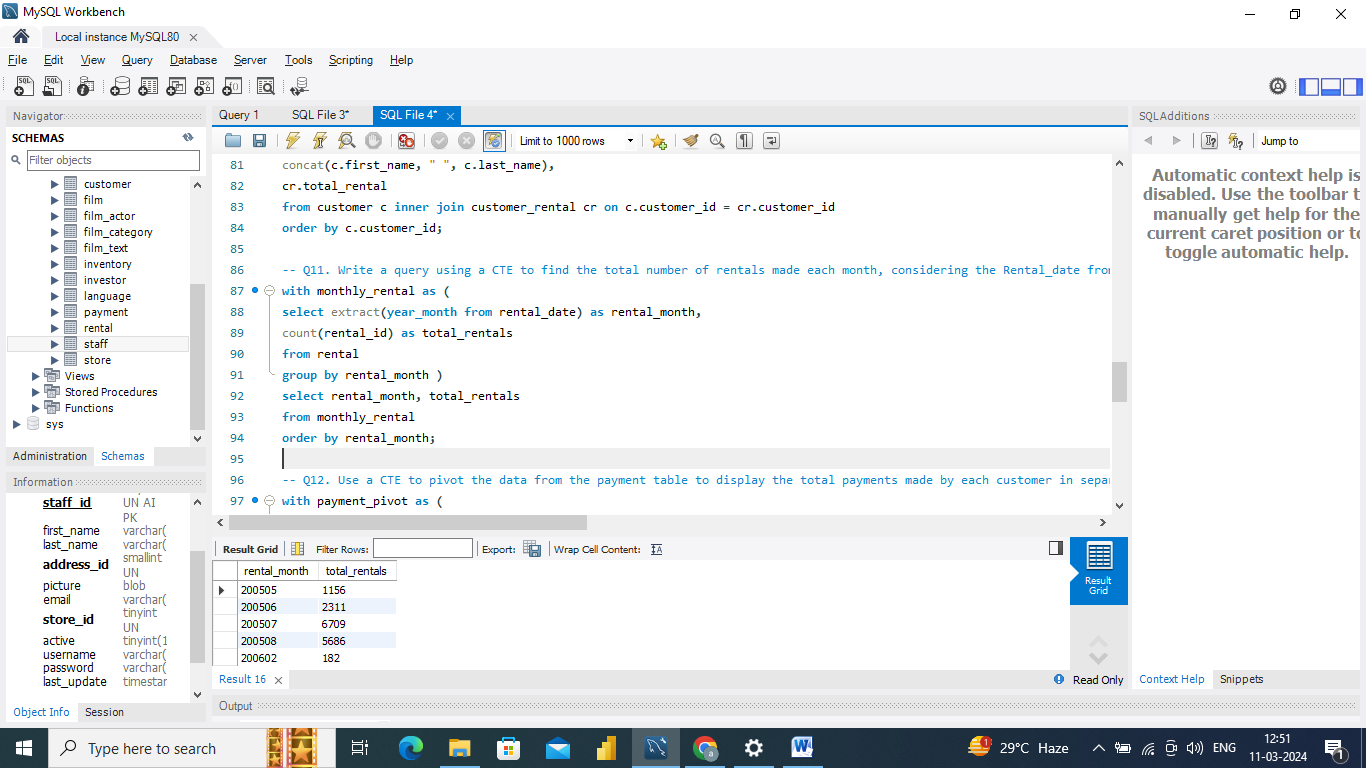 MySQL Workbench
Local instance MySQL80
File Edit View Query Database Server Tools Scripting Help
Navigator
SCHEMAS
Filter objects
customer
film
film_actor
film_category
film_text
inventory
investor
language
payment
rental
staff
store
Views
Stored Procedures
Functions
sys
Administration Schemas
Information
staff_id UN AI
PK
first_name varchar(
last_name varchar(
address_id smallint
UN
picture blob
email varchar(
store_id tinyint
UN
active tinyint(1
username varchar(
password varchar(
last_update timestar
Object Info Session
Query 1 SQL File 3* SQL File 4*
Limit to 1000 rows
81 concat(c.first_name, " ", c.last_name),
82 cr.total_rental
83 from customer c inner join customer_rental cr on c.customer_id = cr.customer_id
84 order by c.customer_id;
85
86 -- Q11. Write a query using a CTE to find the total number of rentals made each month, considering the Rental_date fro
87 with monthly_rental as (
88 select extract(year_month from rental_date) as rental_month,
89 count(rental_id) as total_rentals
90 from rental
91 group by rental_month )
92 select rental_month, total_rentals
93 from monthly_rental
94 order by rental_month;
95
96 -- Q12. Use a CTE to pivot the data from the payment table to display the total payments made by each customer in sepa
97 with payment_pivot as (
Result Grid Filter Rows: Export: Wrap Cell Content:
rental_month total_rentals
200505 1156
200506 2311
200507 6709
200508 5686
200602 182
Result Grid
Result 16
Read Only
Output
SQLAdditions
Jump to
Automatic context help is
disabled. Use the toolbar t
manually get help for the
current caret position or to
toggle automatic help.
Context Help Snippets
Type here to search
29°C Haze
ENG
12:51
11-03-2024